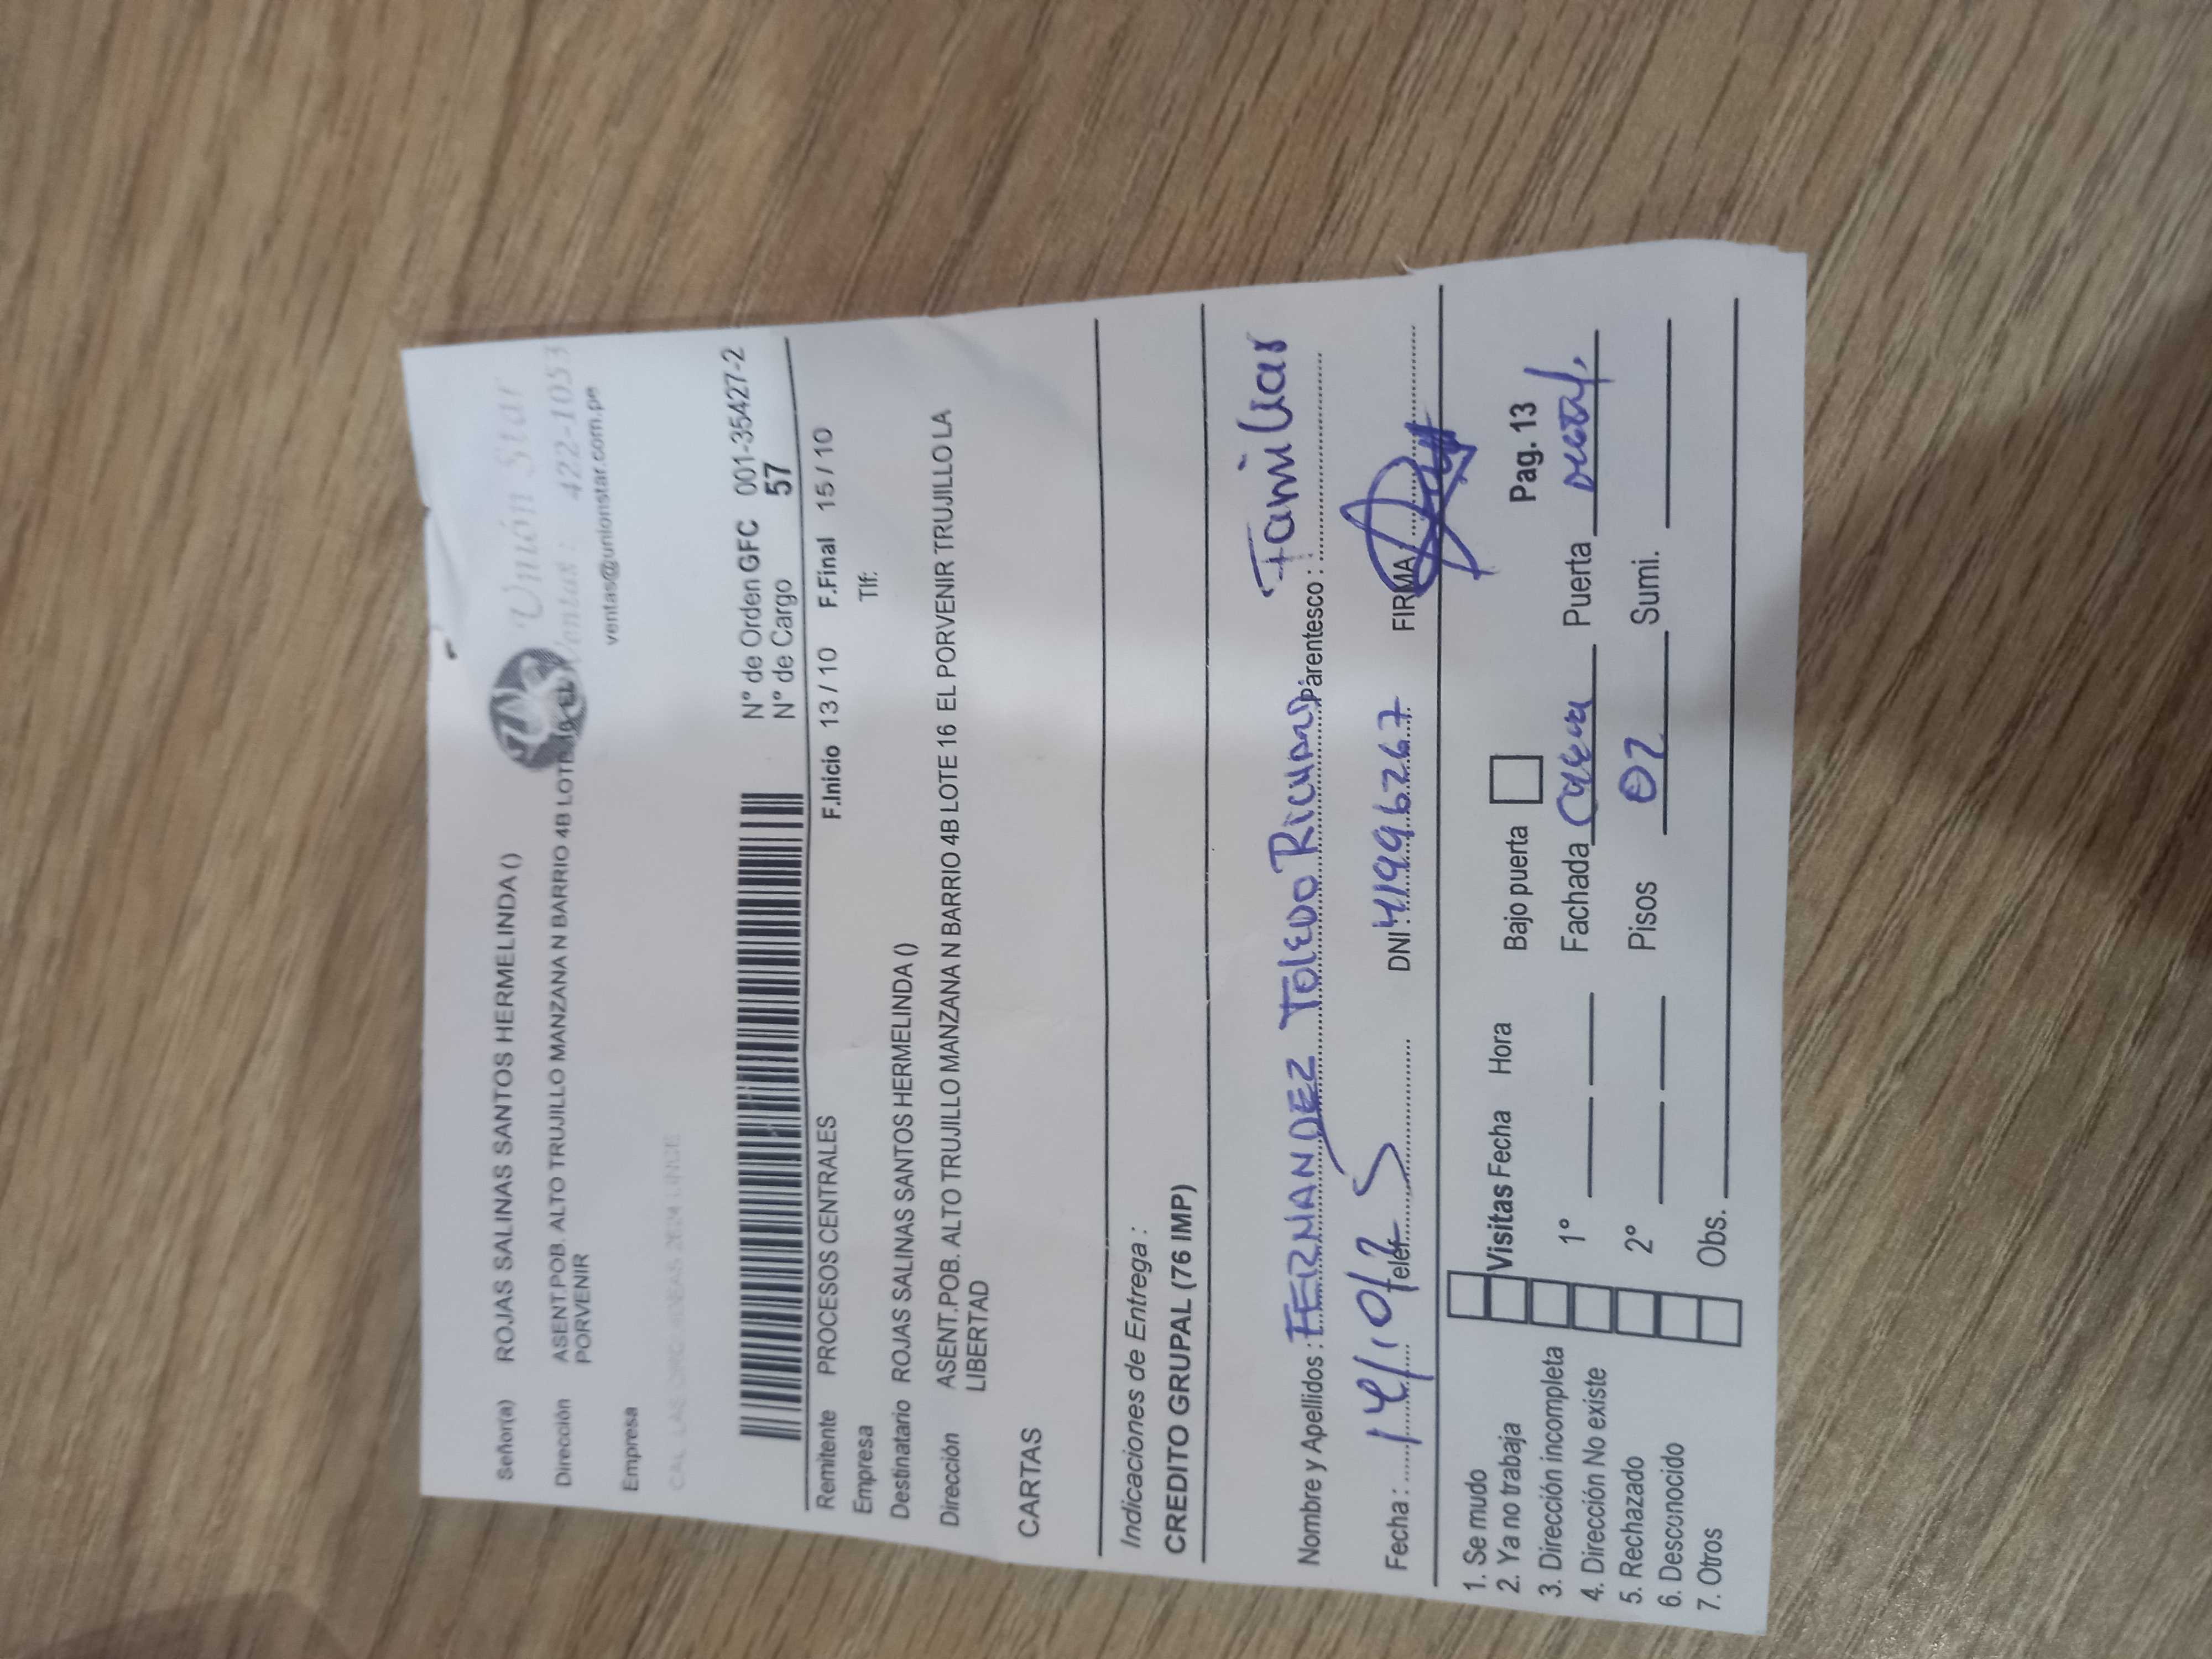 Unión Star
Ventas : 422-1053
ventas@unionstar.com.pe
Señor(a) ROJAS SALINAS SANTOS HERMELINDA ()
Dirección ASENT.POB. ALTO TRUJILLO MANZANA N BARRIO 4B LOTE 16 EL
PORVENIR
Empresa
N° de Orden GFC 001-35427-2
N° de Cargo 57
Remitente PROCESOS CENTRALES F.Inicio 13 / 10 F.Final 15 / 10
Empresa Tlf:
Destinatario ROJAS SALINAS SANTOS HERMELINDA ()
Dirección ASENT.POB. ALTO TRUJILLO MANZANA N BARRIO 4B LOTE 16 EL PORVENIR TRUJILLO LA
LIBERTAD
CARTAS
Indicaciones de Entrega :
CREDITO GRUPAL (76 IMP)
Nombre y Apellidos : FERNANDEZ TOLEDO Parentesco : Familiar
Fecha : 14/10/25 Telef. DNI : 41996267 FIRMA
1. Se mudo
2. Ya no trabaja Visitas Fecha Hora Bajo puerta Pag. 13
3. Dirección incompleta 1° Fachada Puerta
4. Dirección No existe
5. Rechazado 2° Pisos 02 Sumi.
6. Desconocido
7. Otros Obs.